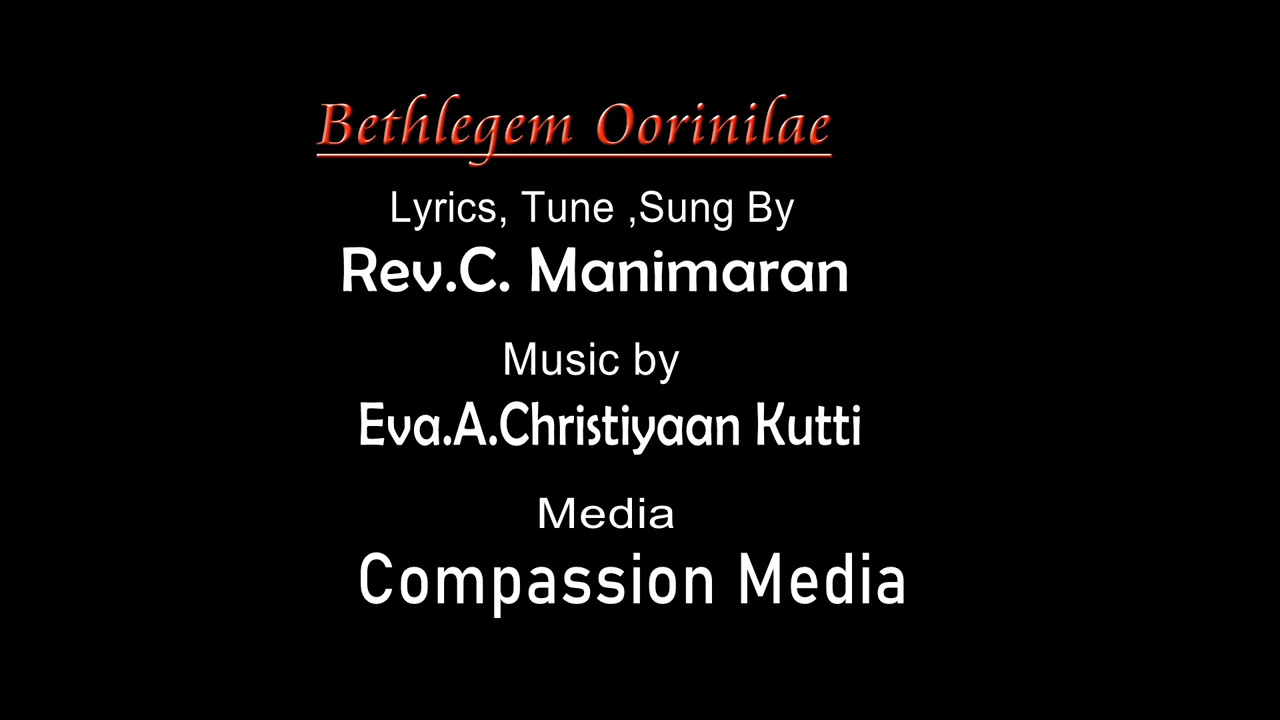 Bethlegem Oorinilae
Lyrics, Tune ,Sung By
Rev.C. Manimaran
Music by
Eva.A.Christiyaan Kutti
Media
Compassion Media